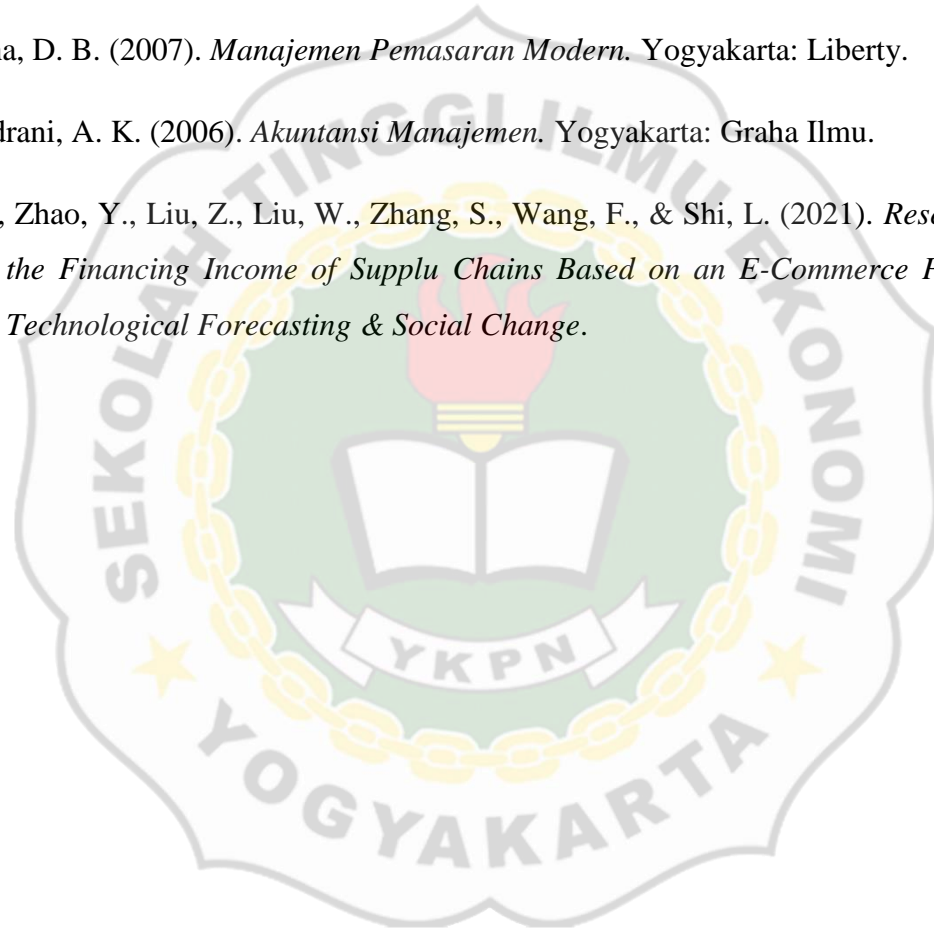 na, D. B. (2007). Manajemen Pemasaran Modern. Yogyakarta: Liberty.
drani, A. K. (2006). Akuntansi Manajemen. Yogyakarta: Graha Ilmu.
, Zhao, Y., Liu, Z., Liu, W., Zhang, S., Wang, F., & Shi, L. (2021). Rese
the Financing Income of Supplu Chains Based on an E-Commerce
Technological Forecasting & Social Change.
SEKOLAH TINGGI ILMU EKONOMI
YKPN
YOGYAKARTA